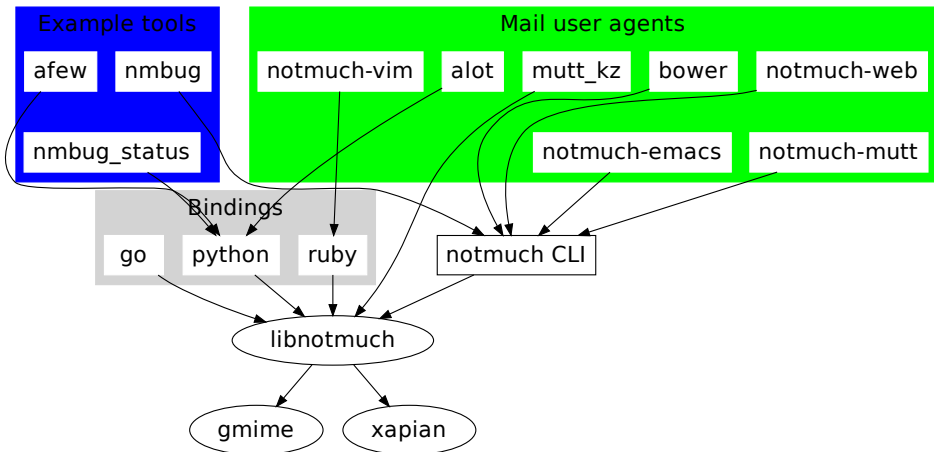 Example tools
Mail user agents
afew
nmbug
notmuch-vim
alot
mutt_kz
bower
notmuch-web
nmbug_status
notmuch-emacs
notmuch-mutt
Bindings
go
python
ruby
notmuch CLI
libnotmuch
gmime
xapian